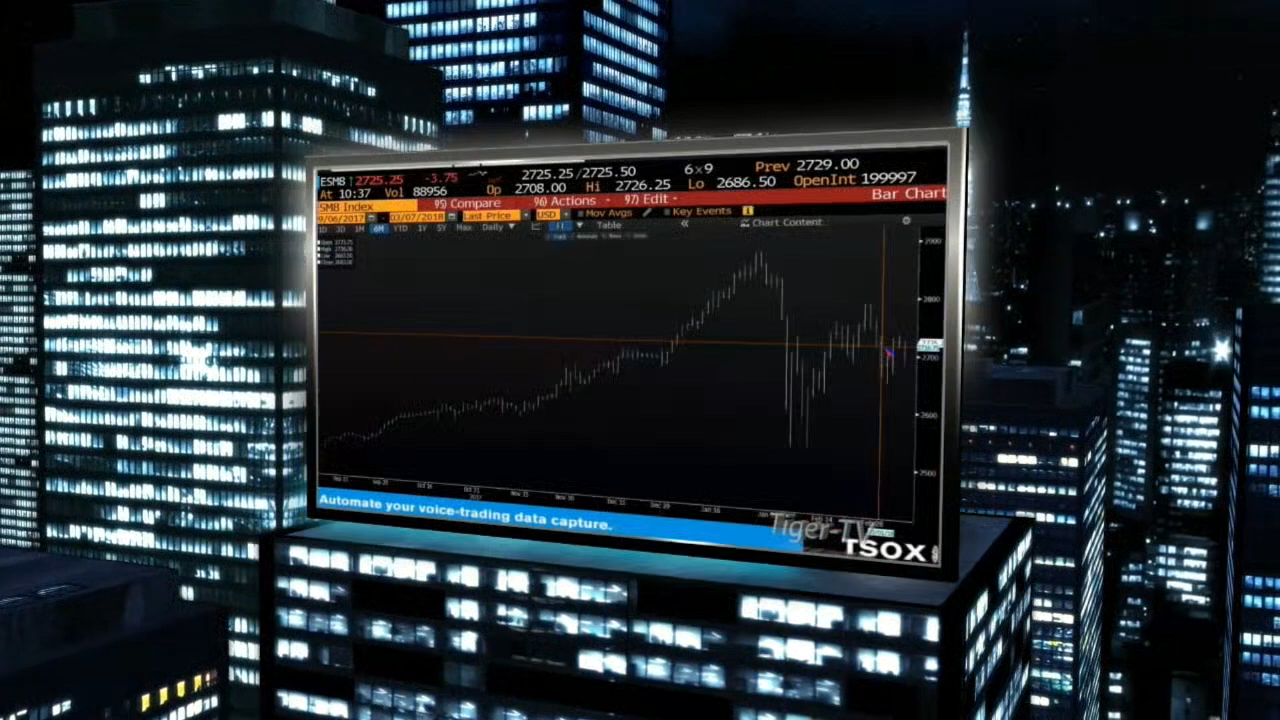 ESM8 ↑ 2725.25 -3.75 2725.25/2725.50 6×9 Prev 2729.00
At 10:37 Vol 88956 Op 2708.00 Hi 2726.25 Lo 2686.50 OpenInt 199997
SM8 Index 95) Compare 96) Actions 97) Edit Bar Chart
9/06/2017 03/07/2018 Last Price USD Mov Avgs Key Events
1D 3D 1M 6M YTD 1Y 5Y Max Daily Table Chart Content
2800
2700
2600
2500
2017
Automate your voice-trading data capture.
Tiger-TV
TSOX